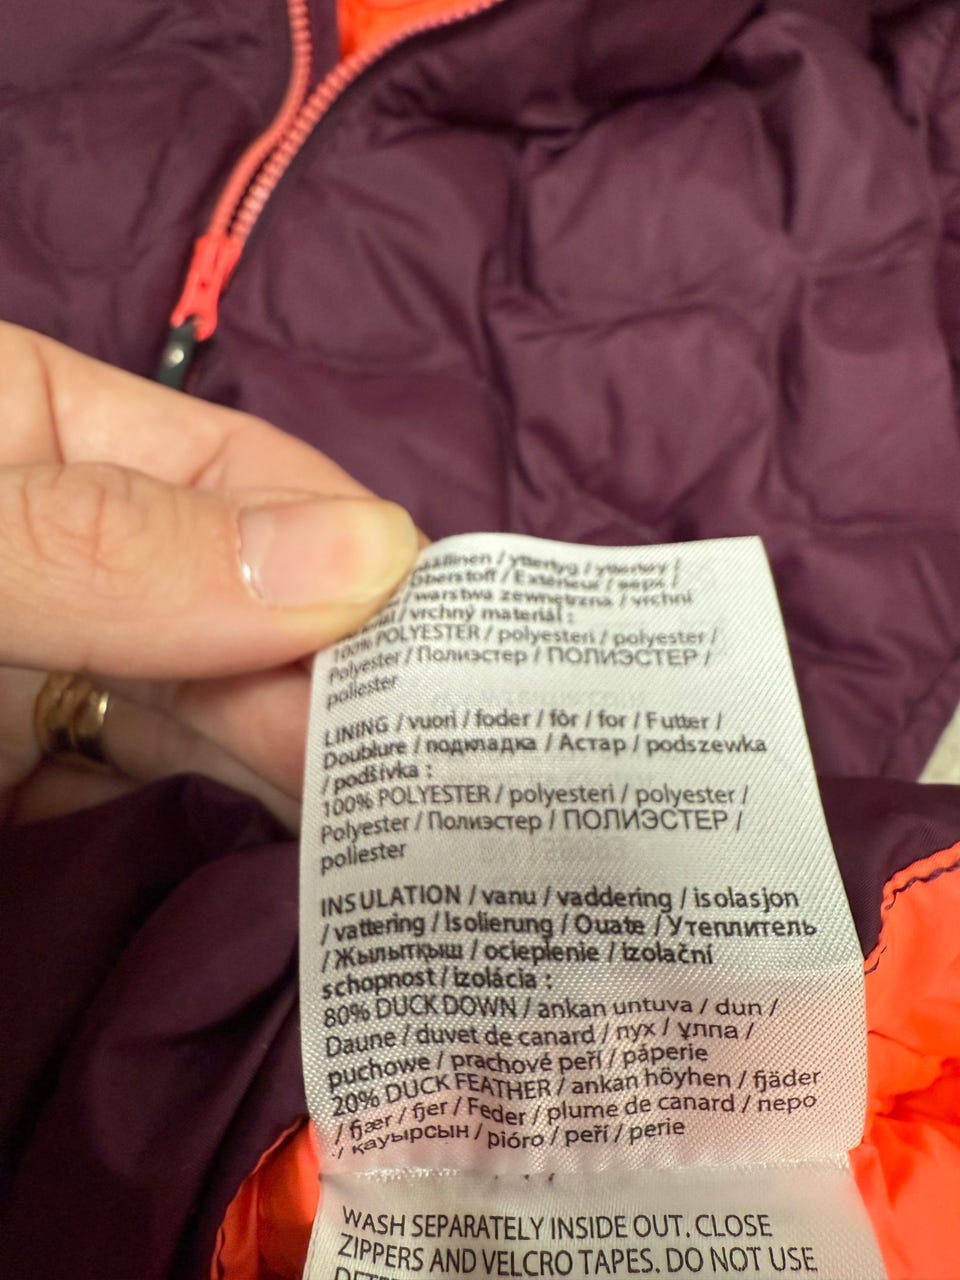 / yttertyg / yttertøy /
Oberstoff / Extérieur / верх /
/ warstwa zewnętrzna / vrchní
/ vrchný materiál :
100% POLYESTER / polyesteri / polyester /
Polyester / Полиэстер / ПОЛИЭСТЕР /
poliester
LINING / vuori / foder / fôr / for / Futter /
Doublure / подкладка / Астар / podszewka
/ podšívka :
100% POLYESTER / polyesteri / polyester /
Polyester / Полиэстер / ПОЛИЭСТЕР /
poliester
INSULATION / vanu / vaddering / isolasjon
/ vattering / Isolierung / Ouate / Утеплитель
/ Жылытқыш / ocieplenie / izolační
schopnost / izolácia :
80% DUCK DOWN / ankan untuva / dun /
Daune / duvet de canard / пух / ұлпа /
puchowe / prachové peří / páperie
20% DUCK FEATHER / ankan höyhen / fjäder
/ fjær / fjer / Feder / plume de canard / перо
/ қауырсын / pióro / peří / perie
WASH SEPARATELY INSIDE OUT. CLOSE
ZIPPERS AND VELCRO TAPES. DO NOT USE